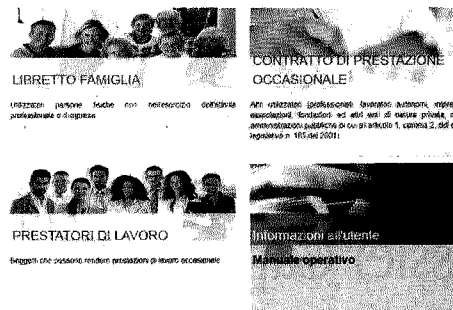 LIBRETTO FAMIGLIA
Utilizzatori persone fisiche non nell'esercizio dell'attività
professionale o d'impresa
CONTRATTO DI PRESTAZIONE
OCCASIONALE
Altri utilizzatori (professionisti, lavoratori autonomi,
associazioni, fondazioni ed altri enti di natura privata,
amministrazioni pubbliche di cui all'articolo 1, comma 2, del
legislativo n. 165 del 2001)
PRESTATORI DI LAVORO
Soggetti che possono rendere prestazioni di lavoro occasionale
Informazioni all'utente
Manuale operativo